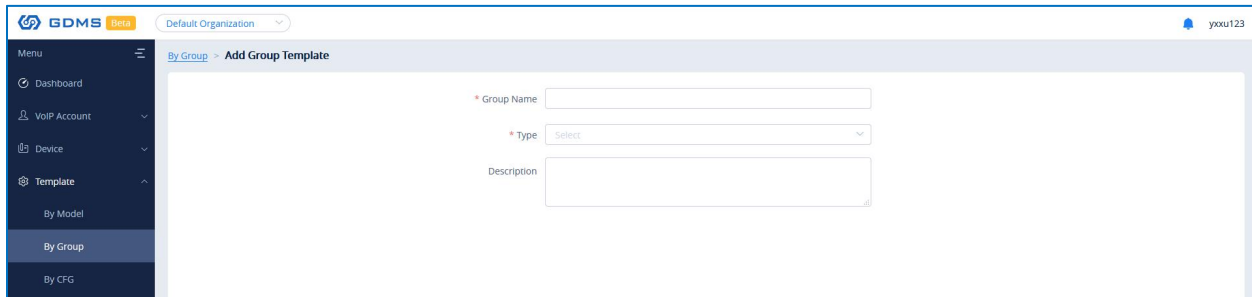 GDMS Beta Default Organization yxxu123
Menu By Group > Add Group Template
Dashboard
* Group Name
VoIP Account
* Type Select
Device
Description
Template
By Model
By Group
By CFG